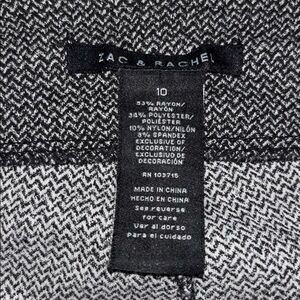 ZAC & RACHEL
10
53% RAYON/
RAYÓN
34% POLYESTER/
POLIÉSTER
10% NYLON/NILÓN
3% SPANDEX
EXCLUSIVE OF
DECORATION/
EXCLUSIVO DE
DECORACIÓN
RN 103715
MADE IN CHINA
HECHO EN CHINA
See reverse
for care
Ver al dorso
Para el cuidado